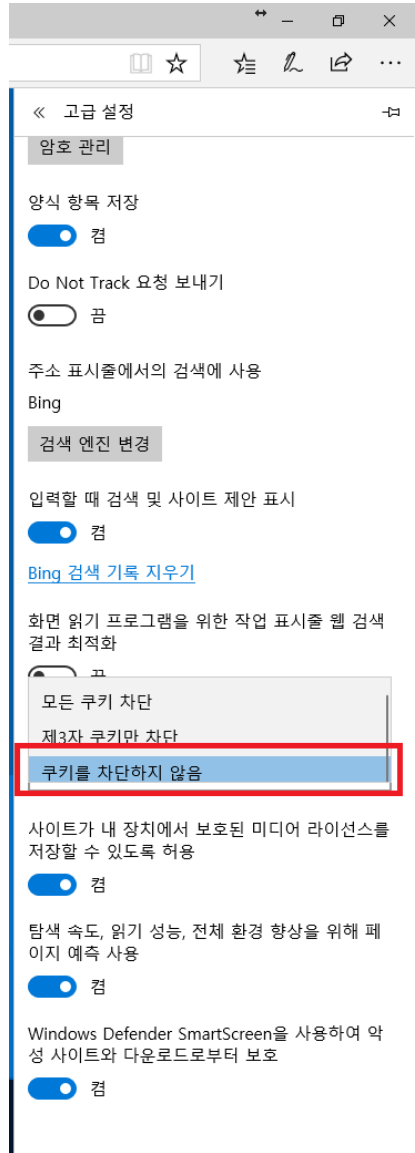 고급 설정
암호 관리
양식 항목 저장
켬
Do Not Track 요청 보내기
끔
주소 표시줄에서의 검색에 사용
Bing
검색 엔진 변경
입력할 때 검색 및 사이트 제안 표시
켬
Bing 검색 기록 지우기
화면 읽기 프로그램을 위한 작업 표시줄 웹 검색
결과 최적화
끔
모든 쿠키 차단
제3자 쿠키만 차단
쿠키를 차단하지 않음
사이트가 내 장치에서 보호된 미디어 라이선스를
저장할 수 있도록 허용
켬
탐색 속도, 읽기 성능, 전체 환경 향상을 위해 페
이지 예측 사용
켬
Windows Defender SmartScreen을 사용하여 악
성 사이트와 다운로드로부터 보호
켬